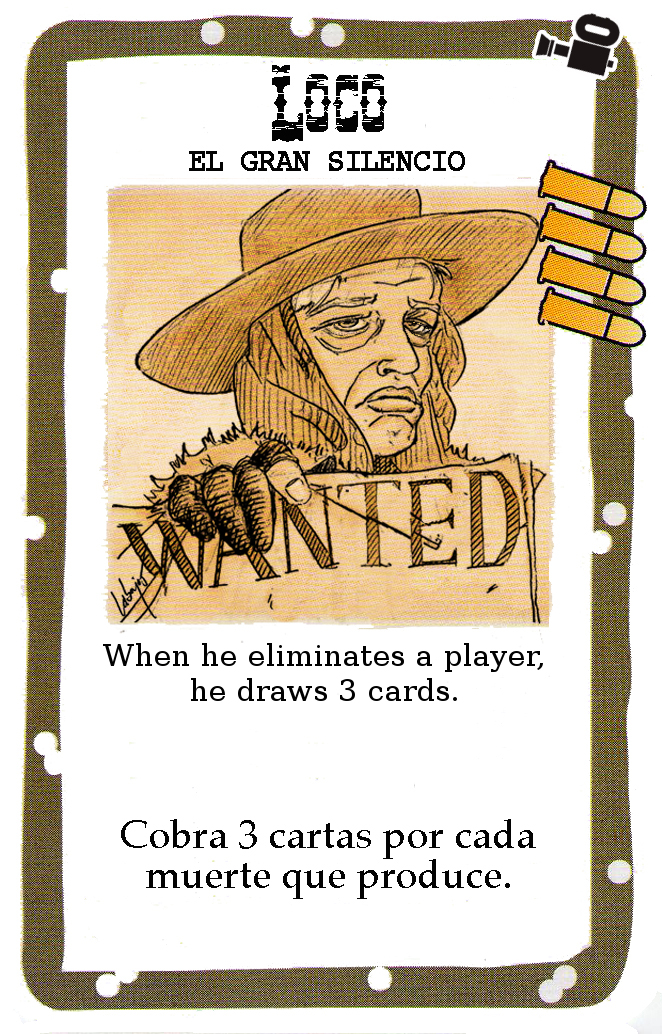 Loco
EL GRAN SILENCIO
WANTED
When he eliminates a player,
he draws 3 cards.
Cobra 3 cartas por cada
muerte que produce.